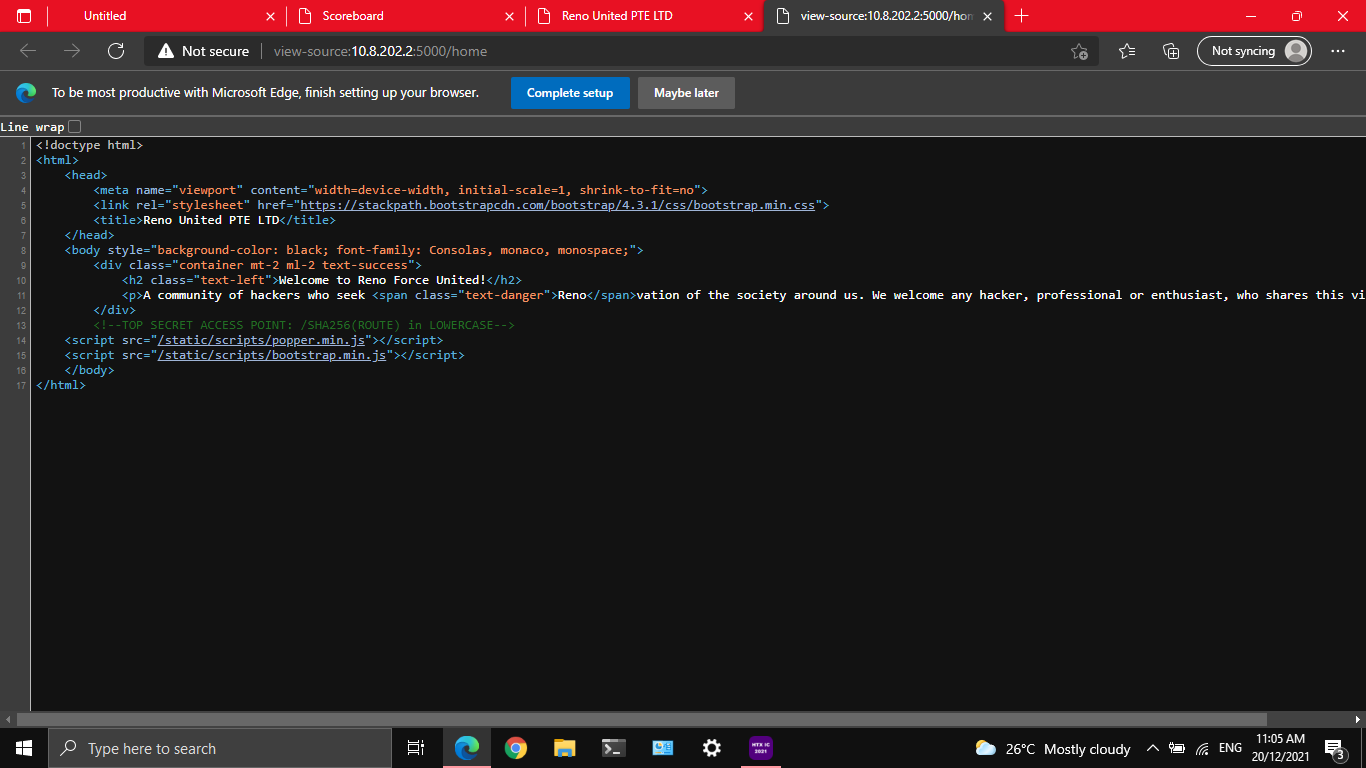 Untitled
Scoreboard
Reno United PTE LTD
view-source:10.8.202.2:5000/hom
Not secure
view-source:10.8.202.2:5000/home
Not syncing
To be most productive with Microsoft Edge, finish setting up your browser.
Complete setup
Maybe later
Line wrap
1 <!doctype html>
2 <html>
3 <head>
4 <meta name="viewport" content="width=device-width, initial-scale=1, shrink-to-fit=no">
5 <link rel="stylesheet" href="https://stackpath.bootstrapcdn.com/bootstrap/4.3.1/css/bootstrap.min.css">
6 <title>Reno United PTE LTD</title>
7 </head>
8 <body style="background-color: black; font-family: Consolas, monaco, monospace;">
9 <div class="container mt-2 ml-2 text-success">
10 <h2 class="text-left">Welcome to Reno Force United!</h2>
11 <p>A community of hackers who seek <span class="text-danger">Reno</span>vation of the society around us. We welcome any hacker, professional or enthusiast, who shares this vi
12 </div>
13 <!--TOP SECRET ACCESS POINT: /SHA256(ROUTE) in LOWERCASE-->
14 <script src="/static/scripts/popper.min.js"></script>
15 <script src="/static/scripts/bootstrap.min.js"></script>
16 </body>
17 </html>
Type here to search
HTX IC
2021
26°C Mostly cloudy
ENG
11:05 AM
20/12/2021
3